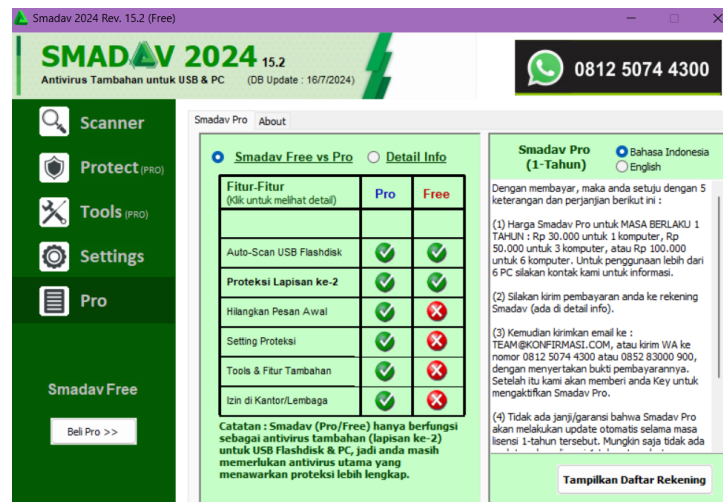 Smadav 2024 Rev. 15.2 (Free)
SMADAV 2024 15.2
Antivirus Tambahan untuk USB & PC (DB Update : 16/7/2024)
0812 5074 4300
Scanner
Protect (PRO)
Tools (PRO)
Settings
Pro
Smadav Free
Beli Pro >>
Smadav Pro About
Smadav Free vs Pro Detail Info
Fitur-Fitur
(Klik untuk melihat detail)
Pro Free
Auto-Scan USB Flashdisk
Proteksi Lapisan ke-2
Hilangkan Pesan Awal
Setting Proteksi
Tools & Fitur Tambahan
Izin di Kantor/Lembaga
Catatan : Smadav (Pro/Free) hanya berfungsi
sebagai antivirus tambahan (lapisan ke-2)
untuk USB Flashdisk & PC, jadi anda masih
memerlukan antivirus utama yang
menawarkan proteksi lebih lengkap.
Smadav Pro
(1-Tahun)
Bahasa Indonesia
English
Dengan membayar, maka anda setuju dengan 5
keterangan dan perjanjian berikut ini :
(1) Harga Smadav Pro untuk MASA BERLAKU 1
TAHUN : Rp 30.000 untuk 1 komputer, Rp
50.000 untuk 3 komputer, atau Rp 100.000
untuk 6 komputer. Untuk penggunaan lebih dari
6 PC silakan kontak kami untuk informasi.
(2) Silakan kirim pembayaran anda ke rekening
Smadav (ada di detail info).
(3) Kemudian kirimkan email ke :
TEAM@KONFIRMASI.COM, atau kirim WA ke
nomor 0812 5074 4300 atau 0852 83000 900,
dengan menyertakan bukti pembayarannya.
Setelah itu kami akan memberi anda Key untuk
mengaktifkan Smadav Pro.
(4) Tidak ada janji/garansi bahwa Smadav Pro
akan melakukan update otomatis selama masa
lisensi 1-tahun tersebut. Mungkin saja tidak ada
Tampilkan Daftar Rekening